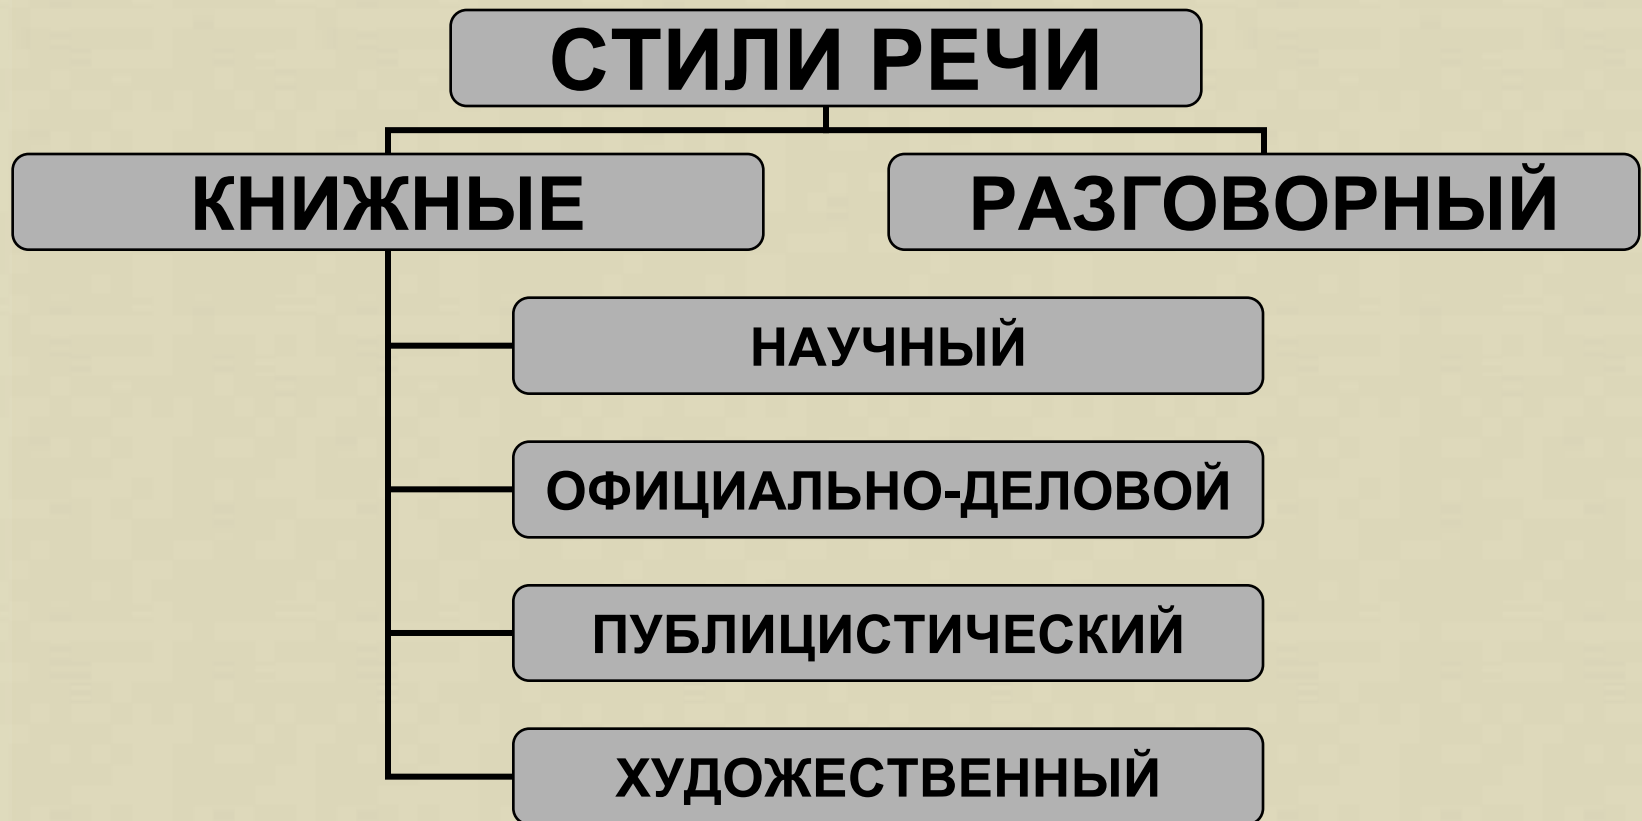 СТИЛИ РЕЧИ
КНИЖНЫЕ
РАЗГОВОРНЫЙ
НАУЧНЫЙ
ОФИЦИАЛЬНО-ДЕЛОВОЙ
ПУБЛИЦИСТИЧЕСКИЙ
ХУДОЖЕСТВЕННЫЙ